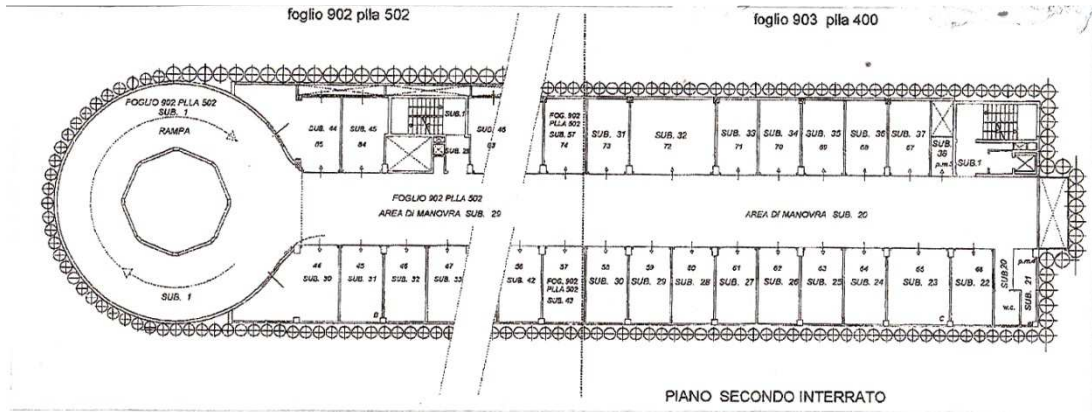 foglio 902 plla 502
foglio 903 plla 400
FOGLIO 902 PLLA 502
SUB. 1
RAMPA
SUB. 1
SUB. 44
85
SUB. 45
84
SUB.1
SUB. 28
SUB. 46
83
FOG. 902
PLLA 502
SUB. 57
74
SUB. 31
73
SUB. 32
72
SUB. 33
71
SUB. 34
70
SUB. 35
69
SUB. 36
68
SUB. 37
67
SUB.
38
p.m.5
SUB.1
FOGLIO 902 PLLA 502
AREA DI MANOVRA SUB. 29
AREA DI MANOVRA SUB. 20
44
SUB. 30
45
SUB. 31
46
SUB. 32
47
SUB. 33
56
SUB. 42
57
FOG. 902
PLLA 502
SUB. 43
58
SUB. 30
59
SUB. 29
60
SUB. 28
61
SUB. 27
62
SUB. 26
63
SUB. 25
64
SUB. 24
65
SUB. 23
66
SUB. 22
SUB.20
w.c.
p.m.4
SUB. 21
C
PIANO SECONDO INTERRATO